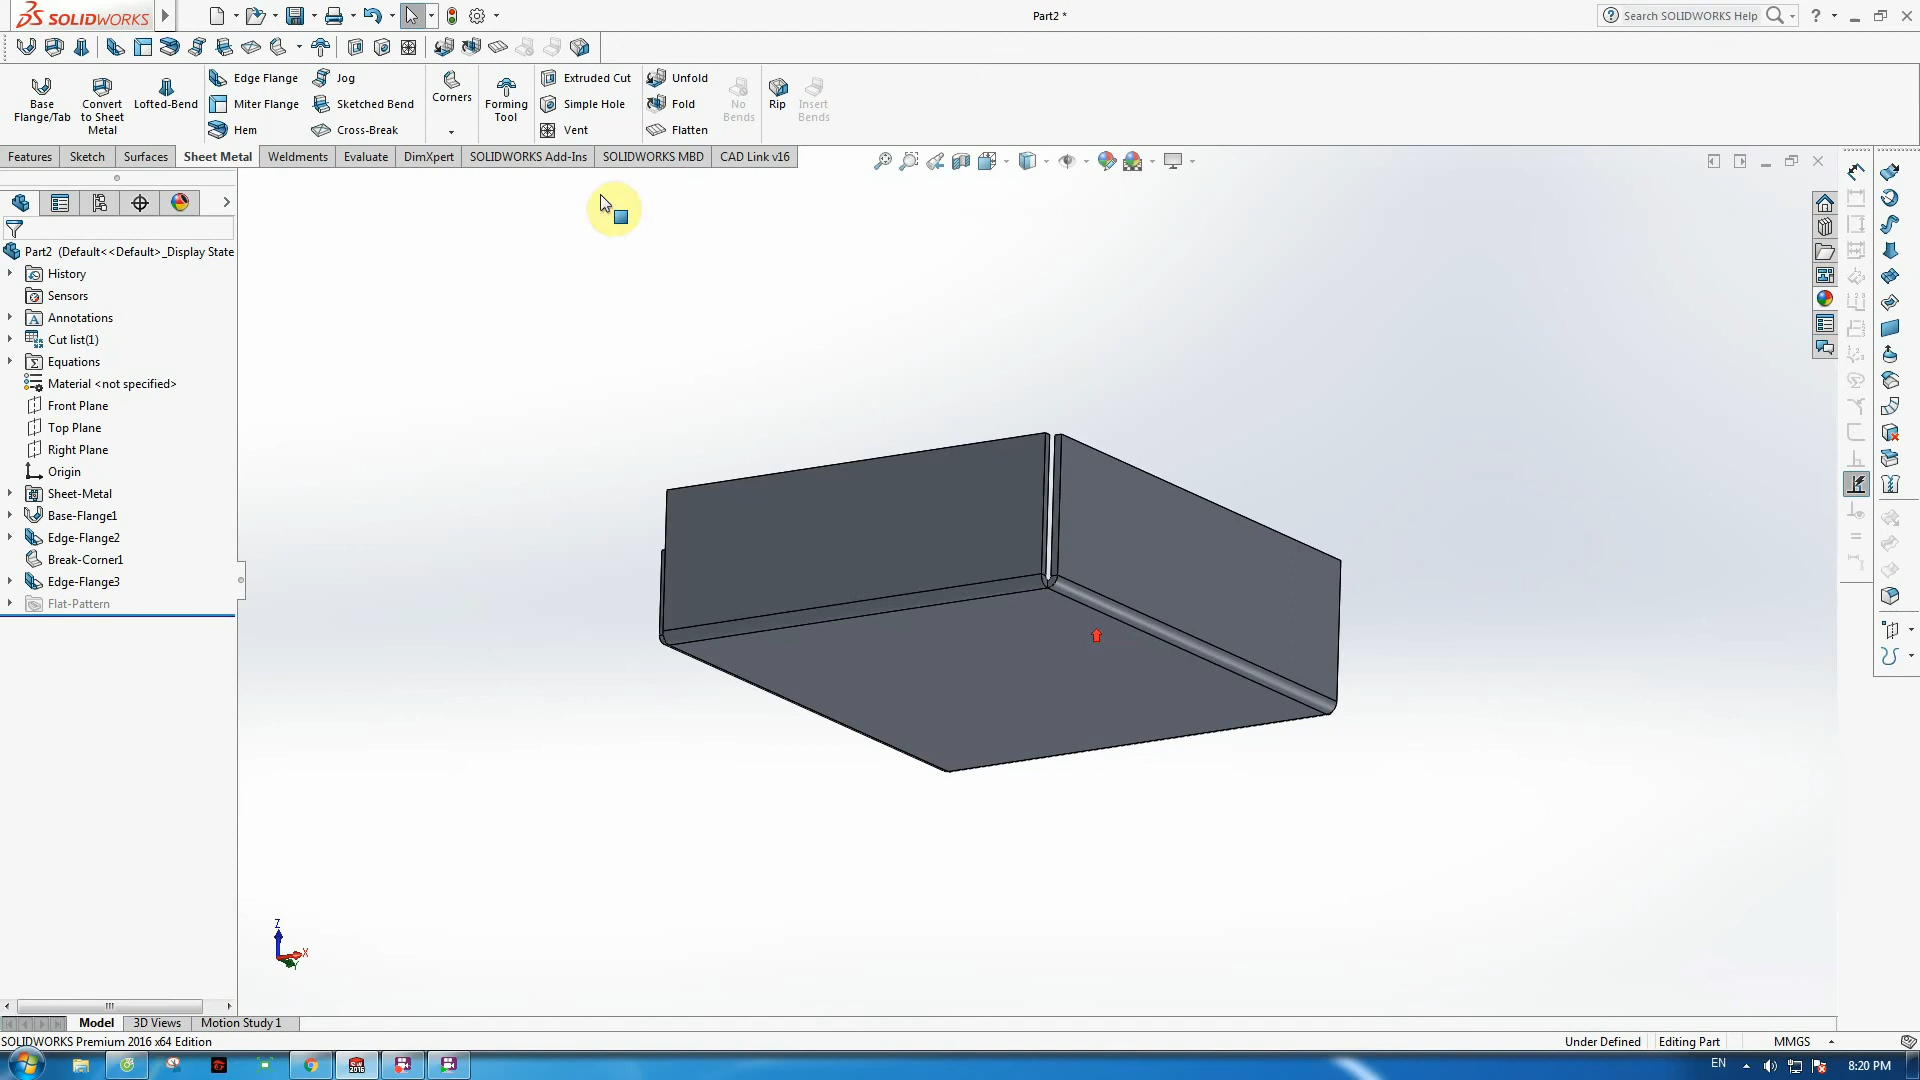 SOLIDWORKS
Part2 *
Search SOLIDWORKS Help
Base Flange/Tab
Convert to Sheet Metal
Lofted-Bend
Edge Flange
Miter Flange
Hem
Jog
Sketched Bend
Cross-Break
Corners
Forming Tool
Extruded Cut
Simple Hole
Vent
Unfold
Fold
Flatten
No Bends
Rip
Insert Bends
Features
Sketch
Surfaces
Sheet Metal
Weldments
Evaluate
DimXpert
SOLIDWORKS Add-Ins
SOLIDWORKS MBD
CAD Link v16
Part2 (Default<<Default>_Display State
History
Sensors
Annotations
Cut list(1)
Equations
Material <not specified>
Front Plane
Top Plane
Right Plane
Origin
Sheet-Metal
Base-Flange1
Edge-Flange2
Break-Corner1
Edge-Flange3
Flat-Pattern
Z
X
Model
3D Views
Motion Study 1
SOLIDWORKS Premium 2016 x64 Edition
Under Defined
Editing Part
MMGS
EN
8:20 PM